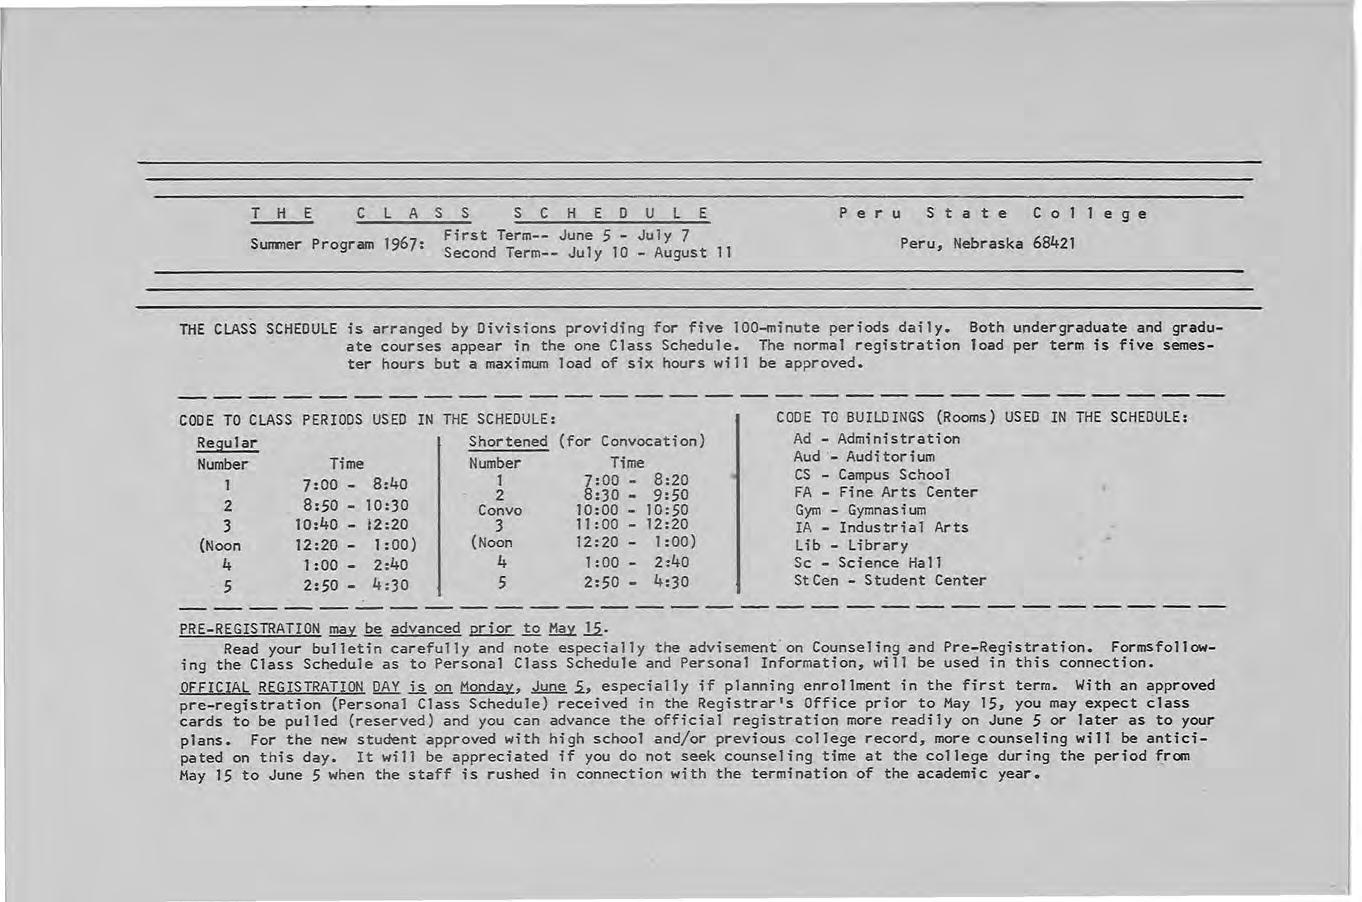 T H E   C L A S S   S C H E D U L E
Summer Program 1967: First Term-- June 5 - July 7
Second Term-- July 10 - August 11
P e r u   S t a t e   C o l l e g e
Peru, Nebraska 68421
THE CLASS SCHEDULE is arranged by Divisions providing for five 100-minute periods daily. Both undergraduate and gradu-
ate courses appear in the one Class Schedule. The normal registration load per term is five semes-
ter hours but a maximum load of six hours will be approved.
CODE TO CLASS PERIODS USED IN THE SCHEDULE:
Regular
Number Time
1 7:00 - 8:40
2 8:50 - 10:30
3 10:40 - 12:20
(Noon 12:20 - 1:00)
4 1:00 - 2:40
5 2:50 - 4:30
Shortened (for Convocation)
Number Time
1 7:00 - 8:20
2 8:30 - 9:50
Convo 10:00 - 10:50
3 11:00 - 12:20
(Noon 12:20 - 1:00)
4 1:00 - 2:40
5 2:50 - 4:30
CODE TO BUILDINGS (Rooms) USED IN THE SCHEDULE:
Ad - Administration
Aud - Auditorium
CS - Campus School
FA - Fine Arts Center
Gym - Gymnasium
IA - Industrial Arts
Lib - Library
Sc - Science Hall
StCen - Student Center
PRE-REGISTRATION may be advanced prior to May 15.
Read your bulletin carefully and note especially the advisement on Counseling and Pre-Registration. Formsfollow-
ing the Class Schedule as to Personal Class Schedule and Personal Information, will be used in this connection.
OFFICIAL REGISTRATION DAY is on Monday, June 5, especially if planning enrollment in the first term. With an approved
pre-registration (Personal Class Schedule) received in the Registrar's Office prior to May 15, you may expect class
cards to be pulled (reserved) and you can advance the official registration more readily on June 5 or later as to your
plans. For the new student approved with high school and/or previous college record, more counseling will be antici-
pated on this day. It will be appreciated if you do not seek counseling time at the college during the period from
May 15 to June 5 when the staff is rushed in connection with the termination of the academic year.